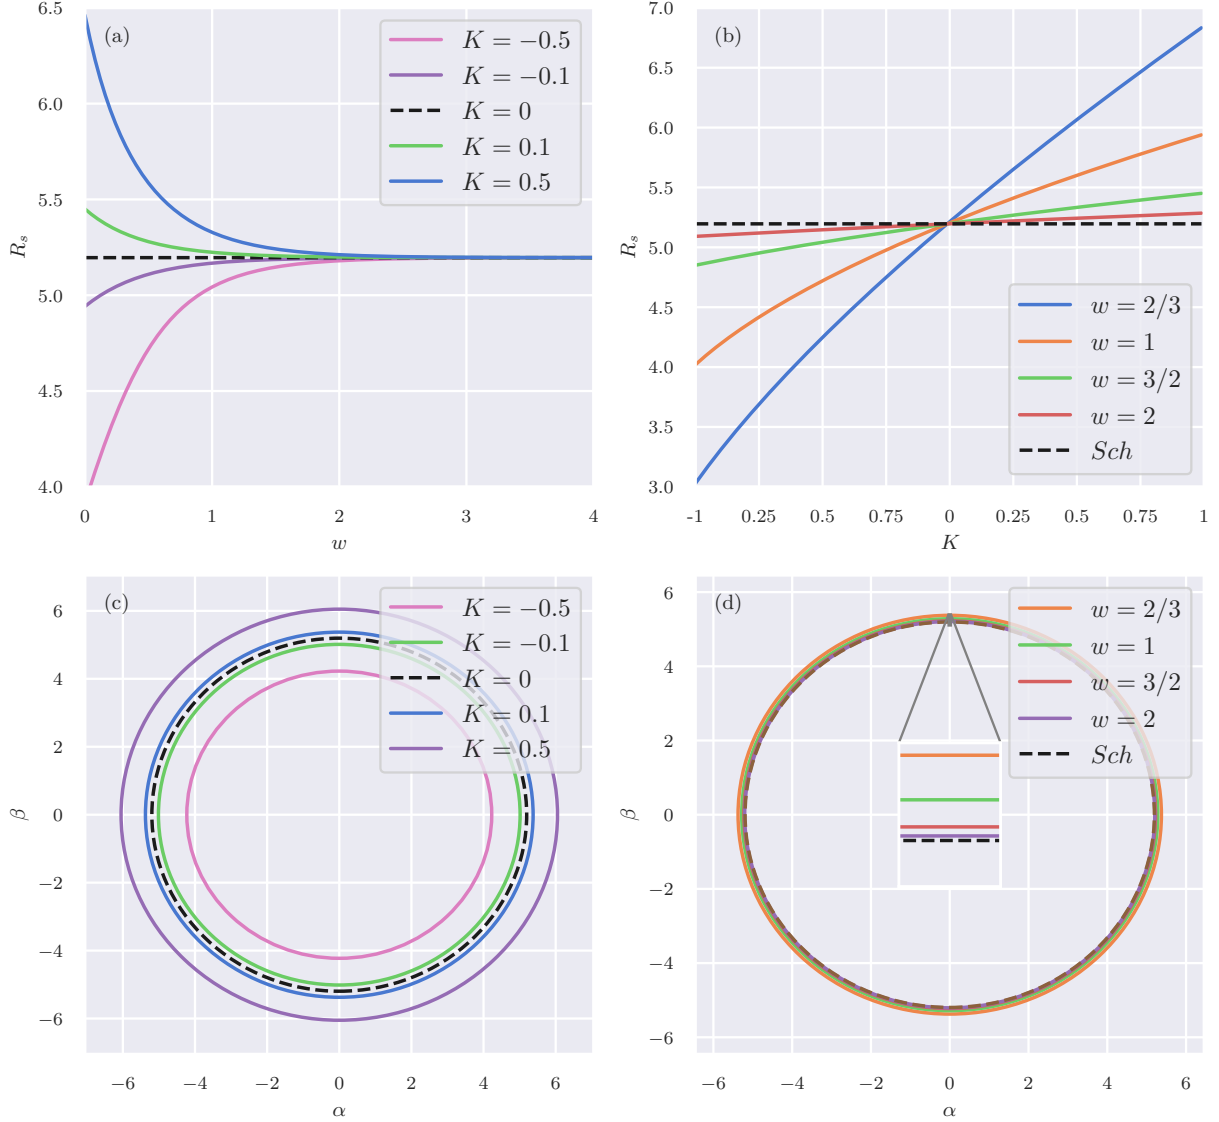 (a)
6.5
6.0
5.5
5.0
4.5
4.0
R_s
0 1 2 3 4
w
K = −0.5
K = −0.1
K = 0
K = 0.1
K = 0.5
(b)
7.0
6.5
6.0
5.5
5.0
4.5
4.0
3.5
3.0
R_s
-1 0.25 0.5 0.75 0 0.25 0.5 0.75 1
K
w = 2/3
w = 1
w = 3/2
w = 2
Sch
(c)
6
4
2
0
−2
−4
−6
β
−6 −4 −2 0 2 4 6
α
K = −0.5
K = −0.1
K = 0
K = 0.1
K = 0.5
(d)
6
4
2
0
−2
−4
−6
β
−6 −4 −2 0 2 4 6
α
w = 2/3
w = 1
w = 3/2
w = 2
Sch